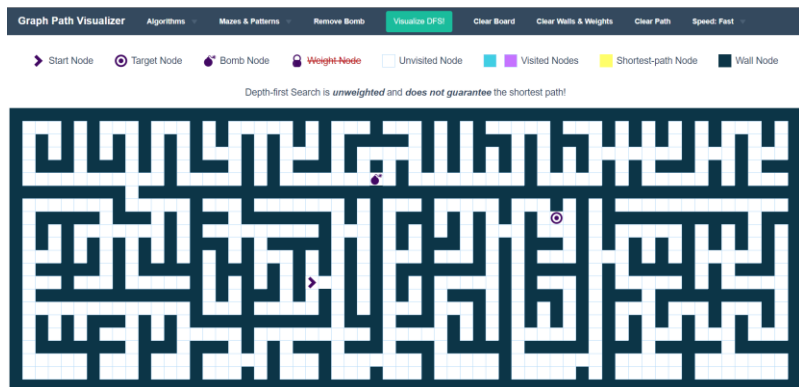 Graph Path Visualizer Algorithms Mazes & Patterns Remove Bomb Visualize DFS! Clear Board Clear Walls & Weights Clear Path Speed: Fast
Start Node Target Node Bomb Node Weight Node Unvisited Node Visited Nodes Shortest-path Node Wall Node
Depth-first Search is unweighted and does not guarantee the shortest path!